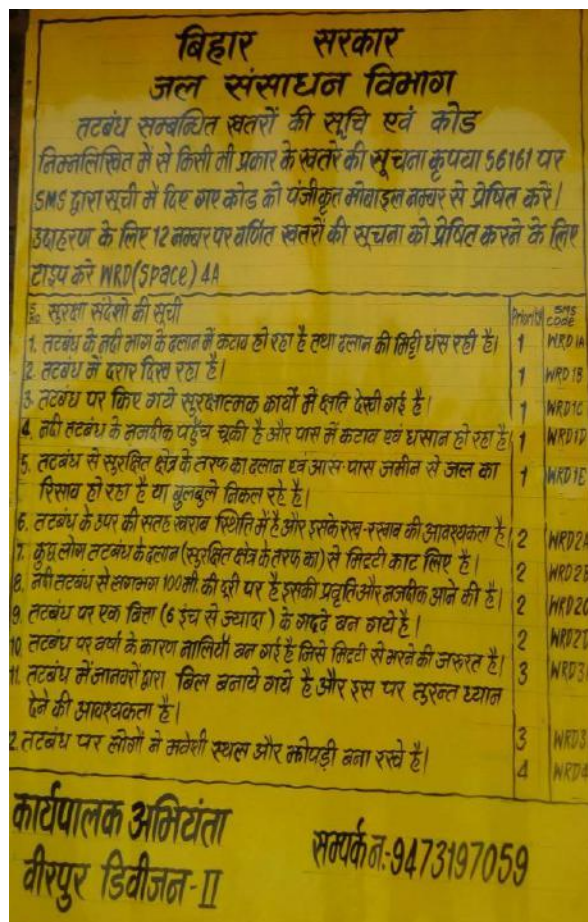 बिहार सरकार
जल संसाधन विभाग
तटबंध सम्बन्धित खतरों की सूचि एवं कोड
निम्नलिखित में से किसी भी प्रकार के खतरे की सूचना कृपया 56161 पर
SMS द्वारा सूची में दिए गए कोड को पंजीकृत मोबाइल नम्बर से प्रेषित करें।
उदाहरण के लिए 12 नम्बर पर वर्णित खतरों की सूचना को प्रेषित करने के लिए
टाइप करे WRD(Space) 4A
सुरक्षा संदेशो की सूची Priority SMS CODE
1. तटबंध के नदी भाग के ढलान में कटाव हो रहा है तथा ढलान की मिट्टी धंस रही है। 1 WRD1A
2. तटबंध में दरार दिख रहा है। 1 WRD1B
3. तटबंध पर किए गये सुरक्षात्मक कार्यो में क्षति देखी गई है। 1 WRD1C
4. नदी तटबंध के नजदीक पहुँच चूकी है और पास में कटाव एवं धसान हो रहा है। 1 WRD1D
5. तटबंध से सुरक्षित क्षेत्र के तरफ का ढलान एवं आस-पास जमीन से जल का 1 WRD1E
रिसाव हो रहा है या बुलबुले निकल रहे है।
6. तटबंध के उपर की सतह खराब स्थिति में है और इसके रख-रखाव की आवश्यकता है। 2 WRD2A
7. कुछ लोग तटबंध के ढलान (सुरक्षित क्षेत्र के तरफ का) से मिटटी काट लिए है। 2 WRD2B
8. नदी तटबंध से लगभग 100मी. की दूरी पर है इसकी प्रवृति और नजदीक आने की है। 2 WRD2C
9. तटबंध पर एक बित्ता (6 इंच से ज्यादा) के गढ्ढे बन गये है। 2 WRD2D
10. तटबंध पर वर्षा के कारण नालियाँ बन गई है जिसे मिटटी से भरने की जरूरत है। 3 WRD3
11. तटबंध में जानवरों द्वारा बिल बनाये गये है और इस पर तुरन्त ध्यान
देने की आवश्यकता है। 3 WRD3
2. तटबंध पर लोगों ने मवेशी स्थल और झोपड़ी बना रखे है। 4 WRD4
कार्यपालक अभियंता
वीरपुर डिवीजन-II
सम्पर्क न:-9473197059